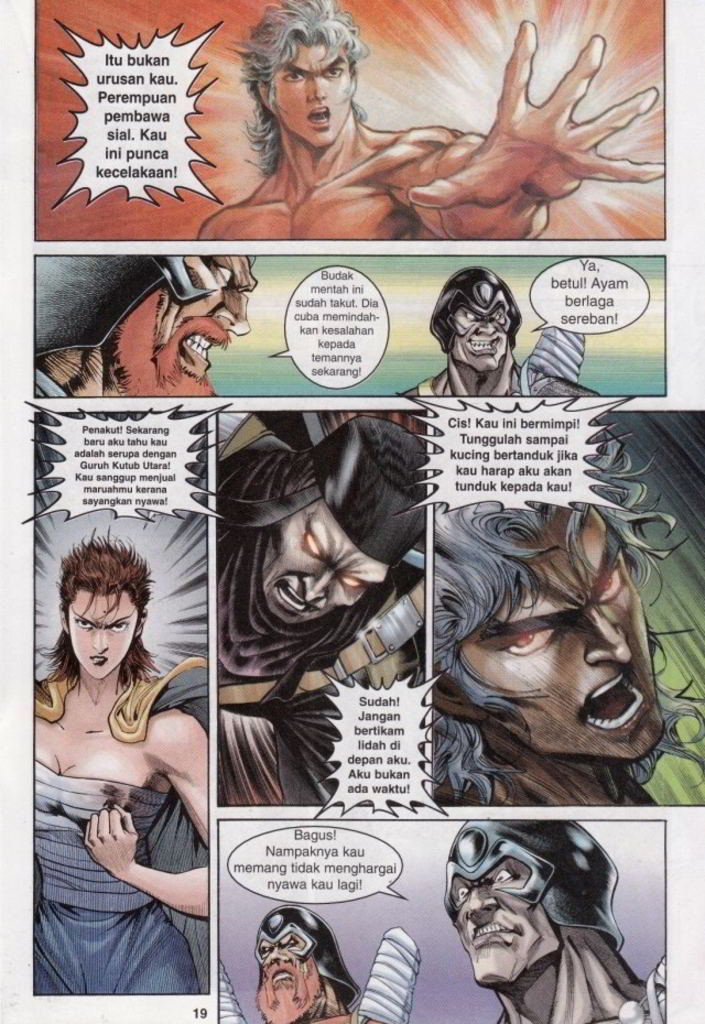 Itu bukan
urusan kau.
Perempuan
pembawa
sial. Kau
ini punca
kecelakaan!
Budak
mentah ini
sudah takut. Dia
cuba memindah-
kan kesalahan
kepada
temannya
sekarang!
Ya,
betul! Ayam
berlaga
sereban!
Penakut! Sekarang
baru aku tahu kau
adalah serupa dengan
Guruh Kutub Utara!
Kau sanggup menjual
maruahmu kerana
sayangkan nyawa!
Cis! Kau ini bermimpi!
Tunggulah sampai
kucing bertanduk jika
kau harap aku akan
tunduk kepada kau!
Sudah!
Jangan
bertikam
lidah di
depan aku.
Aku bukan
ada waktu!
Bagus!
Nampaknya kau
memang tidak menghargai
nyawa kau lagi!
19